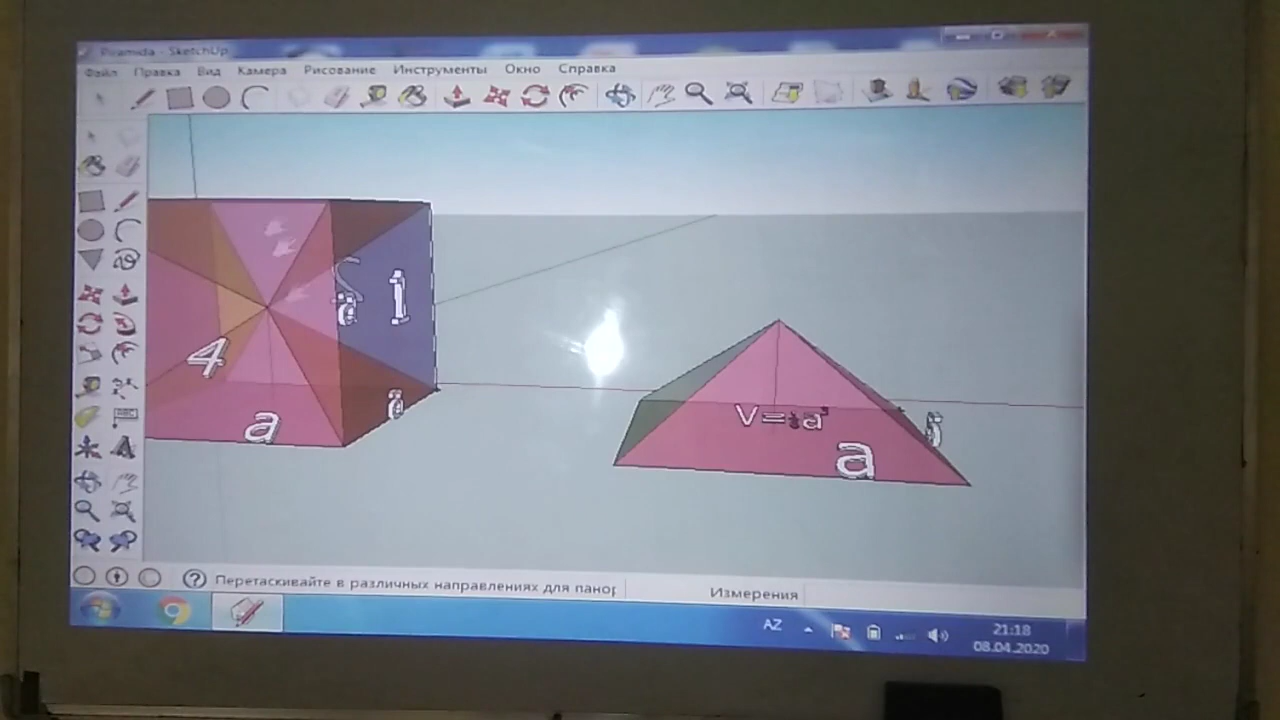 Piramida - SketchUp
Файл Правка Вид Камера Рисование Инструменты Окно Справка
1
4
a
a
Перетаскивайте в различных направлениях для панор
Измерения
AZ
21:18
08.04.2020